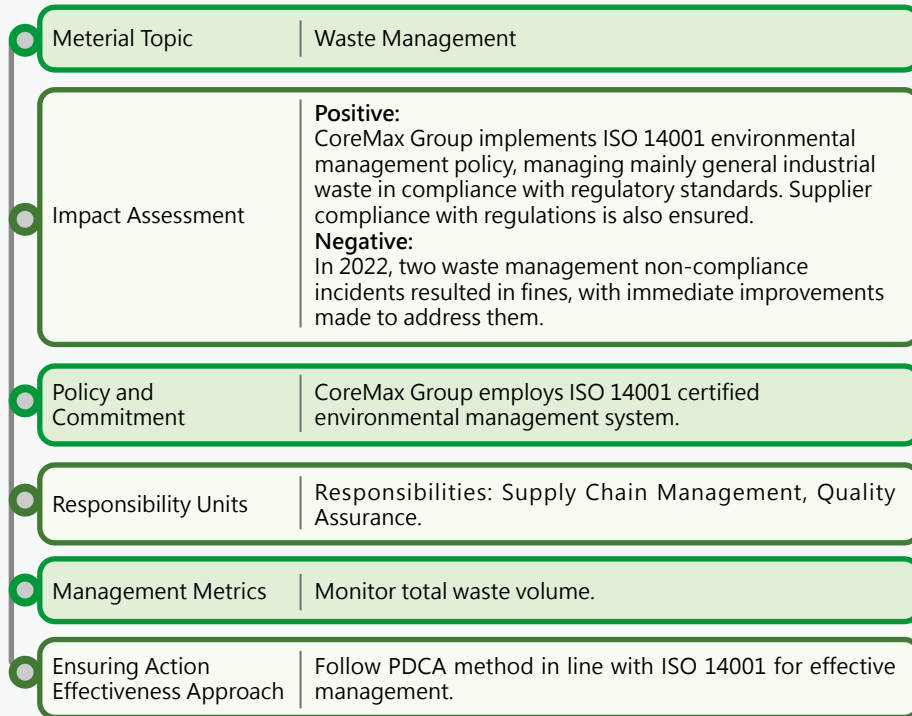 Meterial Topic
Waste Management
Impact Assessment
Positive:
CoreMax Group implements ISO 14001 environmental
management policy, managing mainly general industrial
waste in compliance with regulatory standards. Supplier
compliance with regulations is also ensured.
Negative:
In 2022, two waste management non-compliance
incidents resulted in fines, with immediate improvements
made to address them.
Policy and
Commitment
CoreMax Group employs ISO 14001 certified
environmental management system.
Responsibility Units
Responsibilities: Supply Chain Management, Quality
Assurance.
Management Metrics
Monitor total waste volume.
Ensuring Action
Effectiveness Approach
Follow PDCA method in line with ISO 14001 for effective
management.